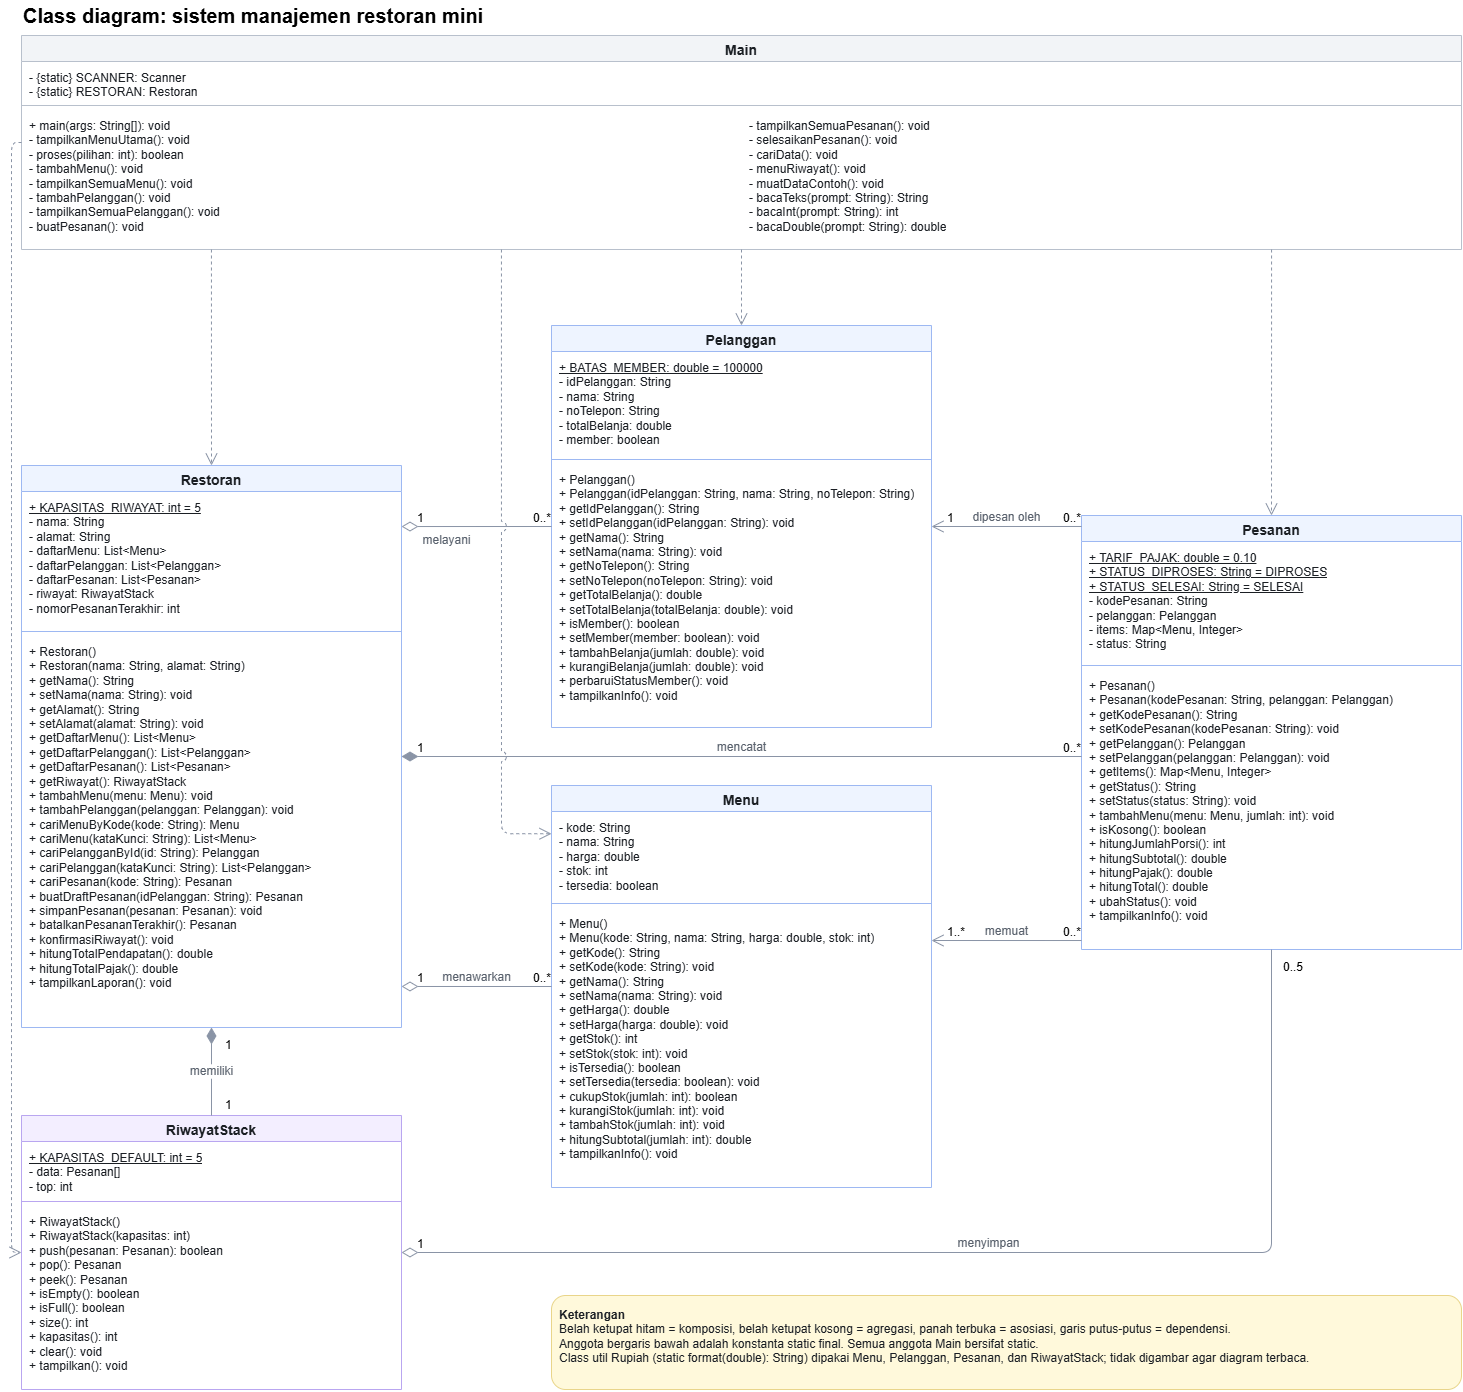 Class diagram: sistem manajemen restoran mini
Main
- {static} SCANNER: Scanner
- {static} RESTORAN: Restoran
+ main(args: String[]): void
- tampilkanMenuUtama(): void
- proses(pilihan: int): boolean
- tambahMenu(): void
- tampilkanSemuaMenu(): void
- tambahPelanggan(): void
- tampilkanSemuaPelanggan(): void
- buatPesanan(): void
- tampilkanSemuaPesanan(): void
- selesaikanPesanan(): void
- cariData(): void
- menuRiwayat(): void
- muatDataContoh(): void
- bacaTeks(prompt: String): String
- bacaInt(prompt: String): int
- bacaDouble(prompt: String): double
Pelanggan
+ BATAS_MEMBER: double = 100000
- idPelanggan: String
- nama: String
- noTelepon: String
- totalBelanja: double
- member: boolean
+ Pelanggan()
+ Pelanggan(idPelanggan: String, nama: String, noTelepon: String)
+ getIdPelanggan(): String
+ setIdPelanggan(idPelanggan: String): void
+ getNama(): String
+ setNama(nama: String): void
+ getNoTelepon(): String
+ setNoTelepon(noTelepon: String): void
+ getTotalBelanja(): double
+ setTotalBelanja(totalBelanja: double): void
+ isMember(): boolean
+ setMember(member: boolean): void
+ tambahBelanja(jumlah: double): void
+ kurangiBelanja(jumlah: double): void
+ perbaruiStatusMember(): void
+ tampilkanInfo(): void
Restoran
+ KAPASITAS_RIWAYAT: int = 5
- nama: String
- alamat: String
- daftarMenu: List<Menu>
- daftarPelanggan: List<Pelanggan>
- daftarPesanan: List<Pesanan>
- riwayat: RiwayatStack
- nomorPesananTerakhir: int
+ Restoran()
+ Restoran(nama: String, alamat: String)
+ getNama(): String
+ setNama(nama: String): void
+ getAlamat(): String
+ setAlamat(alamat: String): void
+ getDaftarMenu(): List<Menu>
+ getDaftarPelanggan(): List<Pelanggan>
+ getDaftarPesanan(): List<Pesanan>
+ getRiwayat(): RiwayatStack
+ tambahMenu(menu: Menu): void
+ tambahPelanggan(pelanggan: Pelanggan): void
+ cariMenuByKode(kode: String): Menu
+ cariMenu(kataKunci: String): List<Menu>
+ cariPelangganById(id: String): Pelanggan
+ cariPelanggan(kataKunci: String): List<Pelanggan>
+ cariPesanan(kode: String): Pesanan
+ buatDraftPesanan(idPelanggan: String): Pesanan
+ simpanPesanan(pesanan: Pesanan): void
+ batalkanPesananTerakhir(): Pesanan
+ konfirmasiRiwayat(): void
+ hitungTotalPendapatan(): double
+ hitungTotalPajak(): double
+ tampilkanLaporan(): void
1
melayani
0..*
1
dipesan oleh
0..*
Pesanan
+ TARIF_PAJAK: double = 0.10
+ STATUS_DIPROSES: String = DIPROSES
+ STATUS_SELESAI: String = SELESAI
- kodePesanan: String
- pelanggan: Pelanggan
- items: Map<Menu, Integer>
- status: String
+ Pesanan()
+ Pesanan(kodePesanan: String, pelanggan: Pelanggan)
+ getKodePesanan(): String
+ setKodePesanan(kodePesanan: String): void
+ getPelanggan(): Pelanggan
+ setPelanggan(pelanggan: Pelanggan): void
+ getItems(): Map<Menu, Integer>
+ getStatus(): String
+ setStatus(status: String): void
+ tambahMenu(menu: Menu, jumlah: int): void
+ isKosong(): boolean
+ hitungJumlahPorsi(): int
+ hitungSubtotal(): double
+ hitungPajak(): double
+ hitungTotal(): double
+ ubahStatus(): void
+ tampilkanInfo(): void
1
mencatat
0..*
Menu
- kode: String
- nama: String
- harga: double
- stok: int
- tersedia: boolean
+ Menu()
+ Menu(kode: String, nama: String, harga: double, stok: int)
+ getKode(): String
+ setKode(kode: String): void
+ getNama(): String
+ setNama(nama: String): void
+ getHarga(): double
+ setHarga(harga: double): void
+ getStok(): int
+ setStok(stok: int): void
+ isTersedia(): boolean
+ setTersedia(tersedia: boolean): void
+ cukupStok(jumlah: int): boolean
+ kurangiStok(jumlah: int): void
+ tambahStok(jumlah: int): void
+ hitungSubtotal(jumlah: int): double
+ tampilkanInfo(): void
1..*
memuat
0..*
1
menawarkan
0..*
0..5
1
memiliki
1
RiwayatStack
+ KAPASITAS_DEFAULT: int = 5
- data: Pesanan[]
- top: int
+ RiwayatStack()
+ RiwayatStack(kapasitas: int)
+ push(pesanan: Pesanan): boolean
+ pop(): Pesanan
+ peek(): Pesanan
+ isEmpty(): boolean
+ isFull(): boolean
+ size(): int
+ kapasitas(): int
+ clear(): void
+ tampilkan(): void
1
menyimpan
Keterangan
Belah ketupat hitam = komposisi, belah ketupat kosong = agregasi, panah terbuka = asosiasi, garis putus-putus = dependensi.
Anggota bergaris bawah adalah konstanta static final. Semua anggota Main bersifat static.
Class util Rupiah (static format(double): String) dipakai Menu, Pelanggan, Pesanan, dan RiwayatStack; tidak digambar agar diagram terbaca.